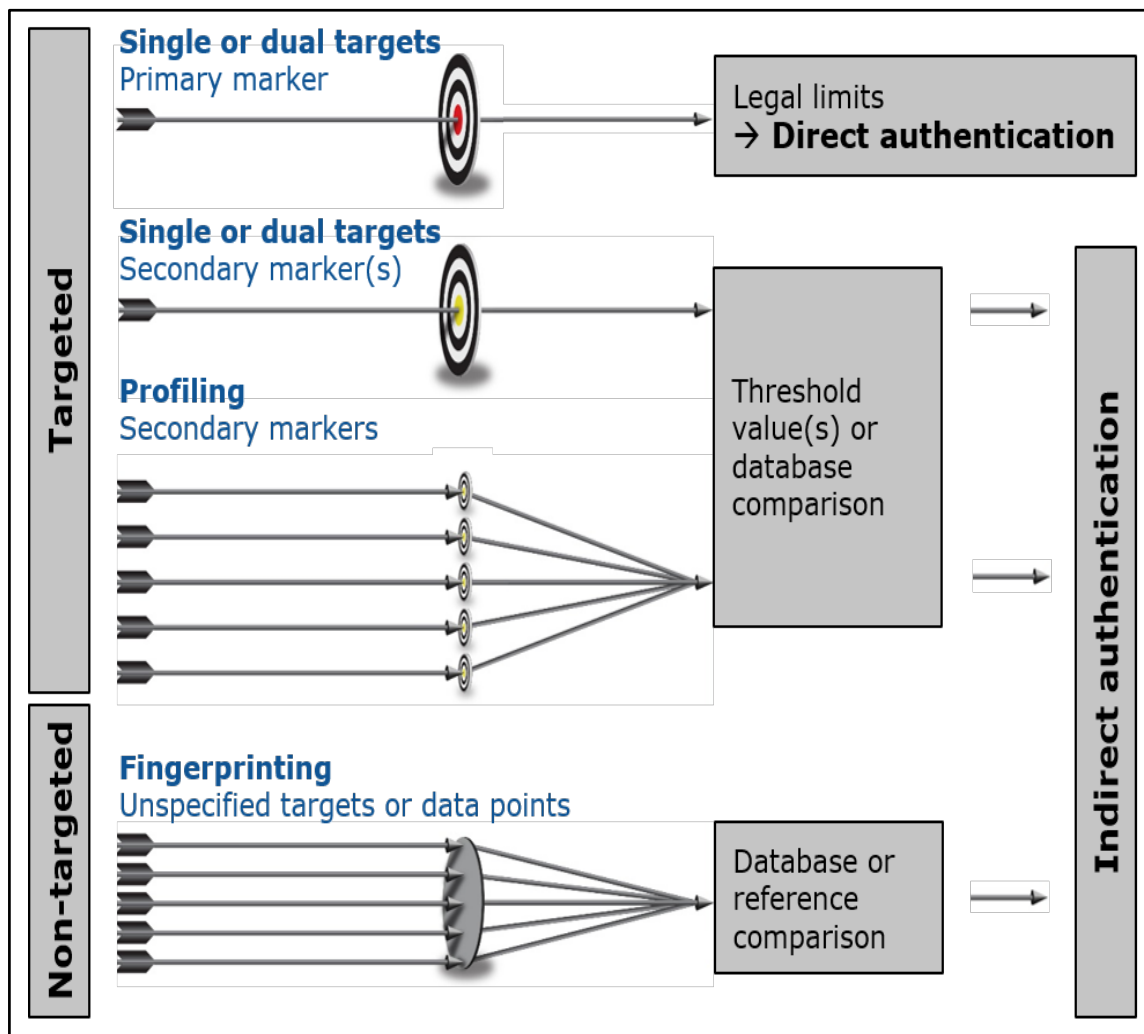 Targeted
Single or dual targets
Primary marker
Legal limits
→ Direct authentication
Single or dual targets
Secondary marker(s)
Profiling
Secondary markers
Threshold
value(s) or
database
comparison
Non-targeted
Fingerprinting
Unspecified targets or data points
Database or
reference
comparison
Indirect authentication